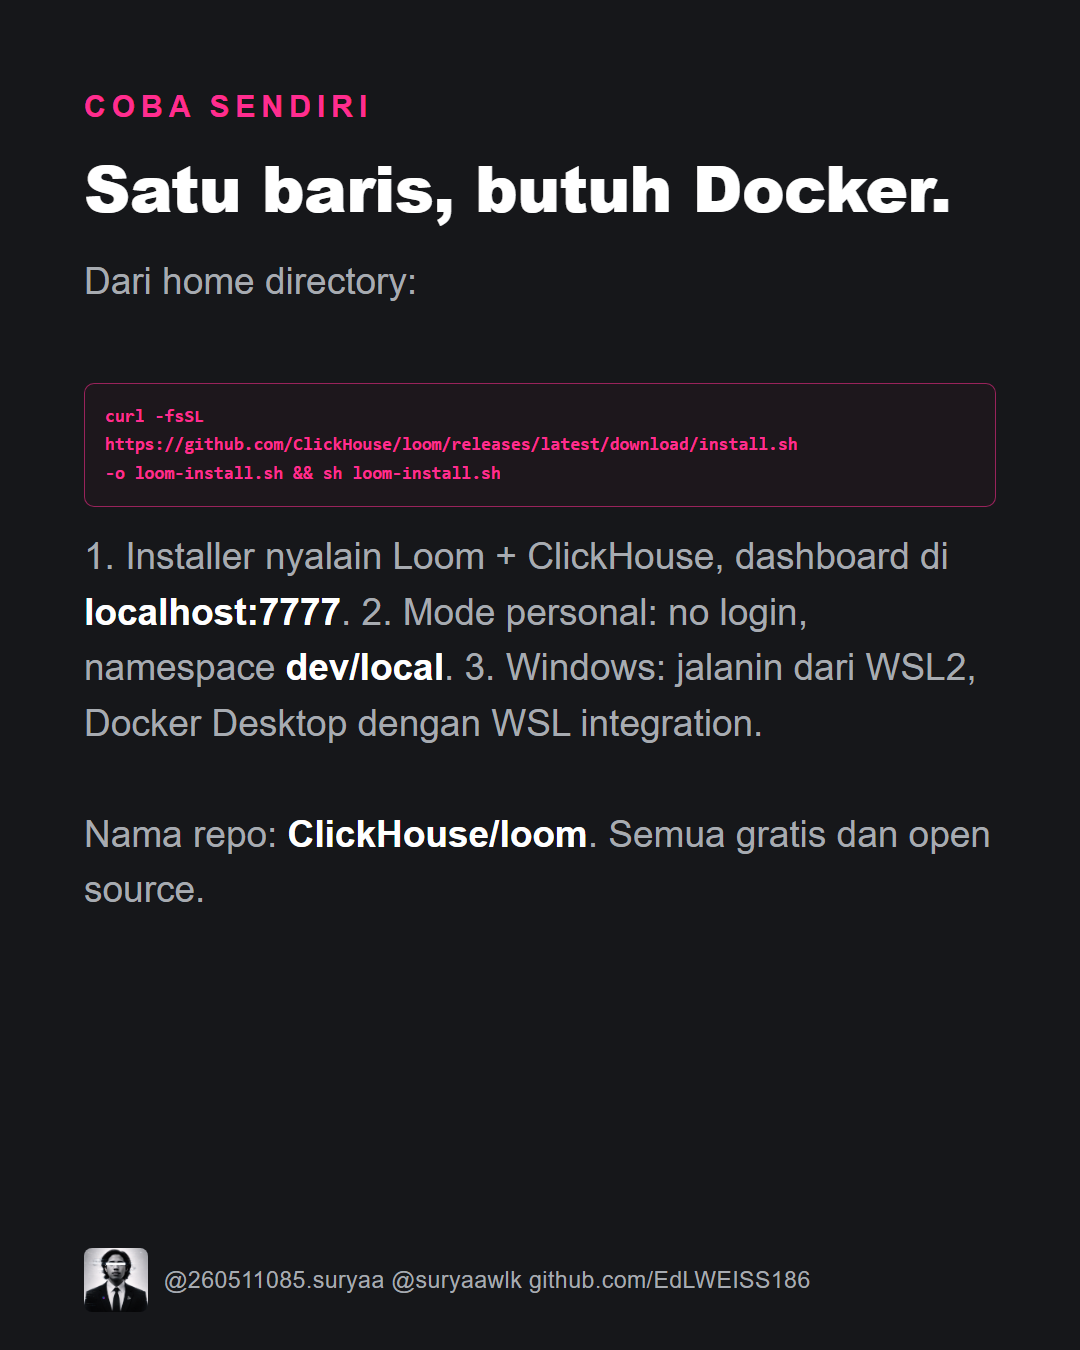 COBA SENDIRI
Satu baris, butuh Docker.
Dari home directory:
curl -fsSL
https://github.com/ClickHouse/loom/releases/latest/download/install.sh
-o loom-install.sh && sh loom-install.sh
1. Installer nyalain Loom + ClickHouse, dashboard di
localhost:7777. 2. Mode personal: no login,
namespace dev/local. 3. Windows: jalanin dari WSL2,
Docker Desktop dengan WSL integration.
Nama repo: ClickHouse/loom. Semua gratis dan open
source.
@260511085.suryaa @suryaawlk github.com/EdLWEISS186